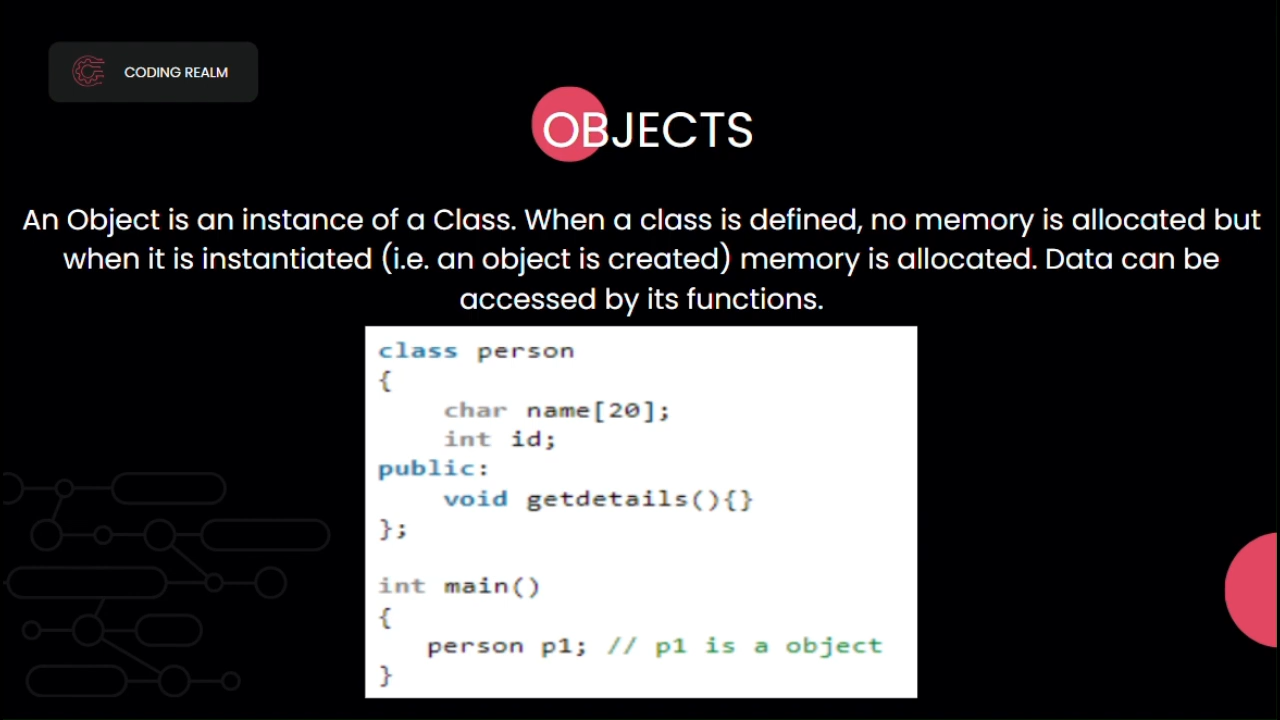 CODING REALM
OBJECTS
An Object is an instance of a Class. When a class is defined, no memory is allocated but
when it is instantiated (i.e. an object is created) memory is allocated. Data can be
accessed by its functions.
class person
{
    char name[20];
    int id;
public:
    void getdetails(){}
};
int main()
{
   person p1; // p1 is a object
}